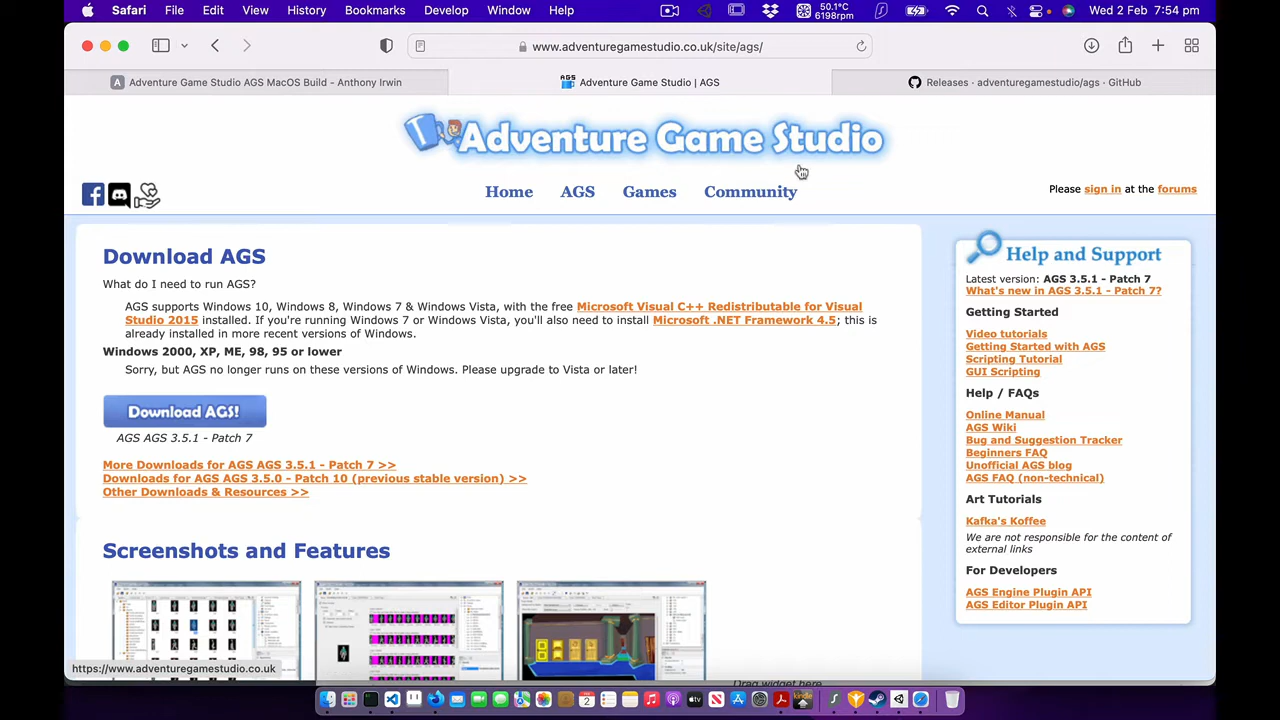 Safari File Edit View History Bookmarks Develop Window Help
50.1°C
6198rpm
Wed 2 Feb 7:54 pm
www.adventuregamestudio.co.uk/site/ags/
A Adventure Game Studio AGS MacOS Build - Anthony Irwin
AGS Adventure Game Studio | AGS
Releases · adventuregamestudio/ags · GitHub
Adventure Game Studio
Home AGS Games Community
Please sign in at the forums
Download AGS
What do I need to run AGS?
AGS supports Windows 10, Windows 8, Windows 7 & Windows Vista, with the free Microsoft Visual C++ Redistributable for Visual
Studio 2015 installed. If you're running Windows 7 or Windows Vista, you'll also need to install Microsoft .NET Framework 4.5; this is
already installed in more recent versions of Windows.
Windows 2000, XP, ME, 98, 95 or lower
Sorry, but AGS no longer runs on these versions of Windows. Please upgrade to Vista or later!
Download AGS!
AGS AGS 3.5.1 - Patch 7
More Downloads for AGS AGS 3.5.1 - Patch 7 >>
Downloads for AGS AGS 3.5.0 - Patch 10 (previous stable version) >>
Other Downloads & Resources >>
Screenshots and Features
Help and Support
Latest version: AGS 3.5.1 - Patch 7
What's new in AGS 3.5.1 - Patch 7?
Getting Started
Video tutorials
Getting Started with AGS
Scripting Tutorial
GUI Scripting
Help / FAQs
Online Manual
AGS Wiki
Bug and Suggestion Tracker
Beginners FAQ
Unofficial AGS blog
AGS FAQ (non-technical)
Art Tutorials
Kafka's Koffee
We are not responsible for the content of
external links
For Developers
AGS Engine Plugin API
AGS Editor Plugin API
https://www.adventuregamestudio.co.uk